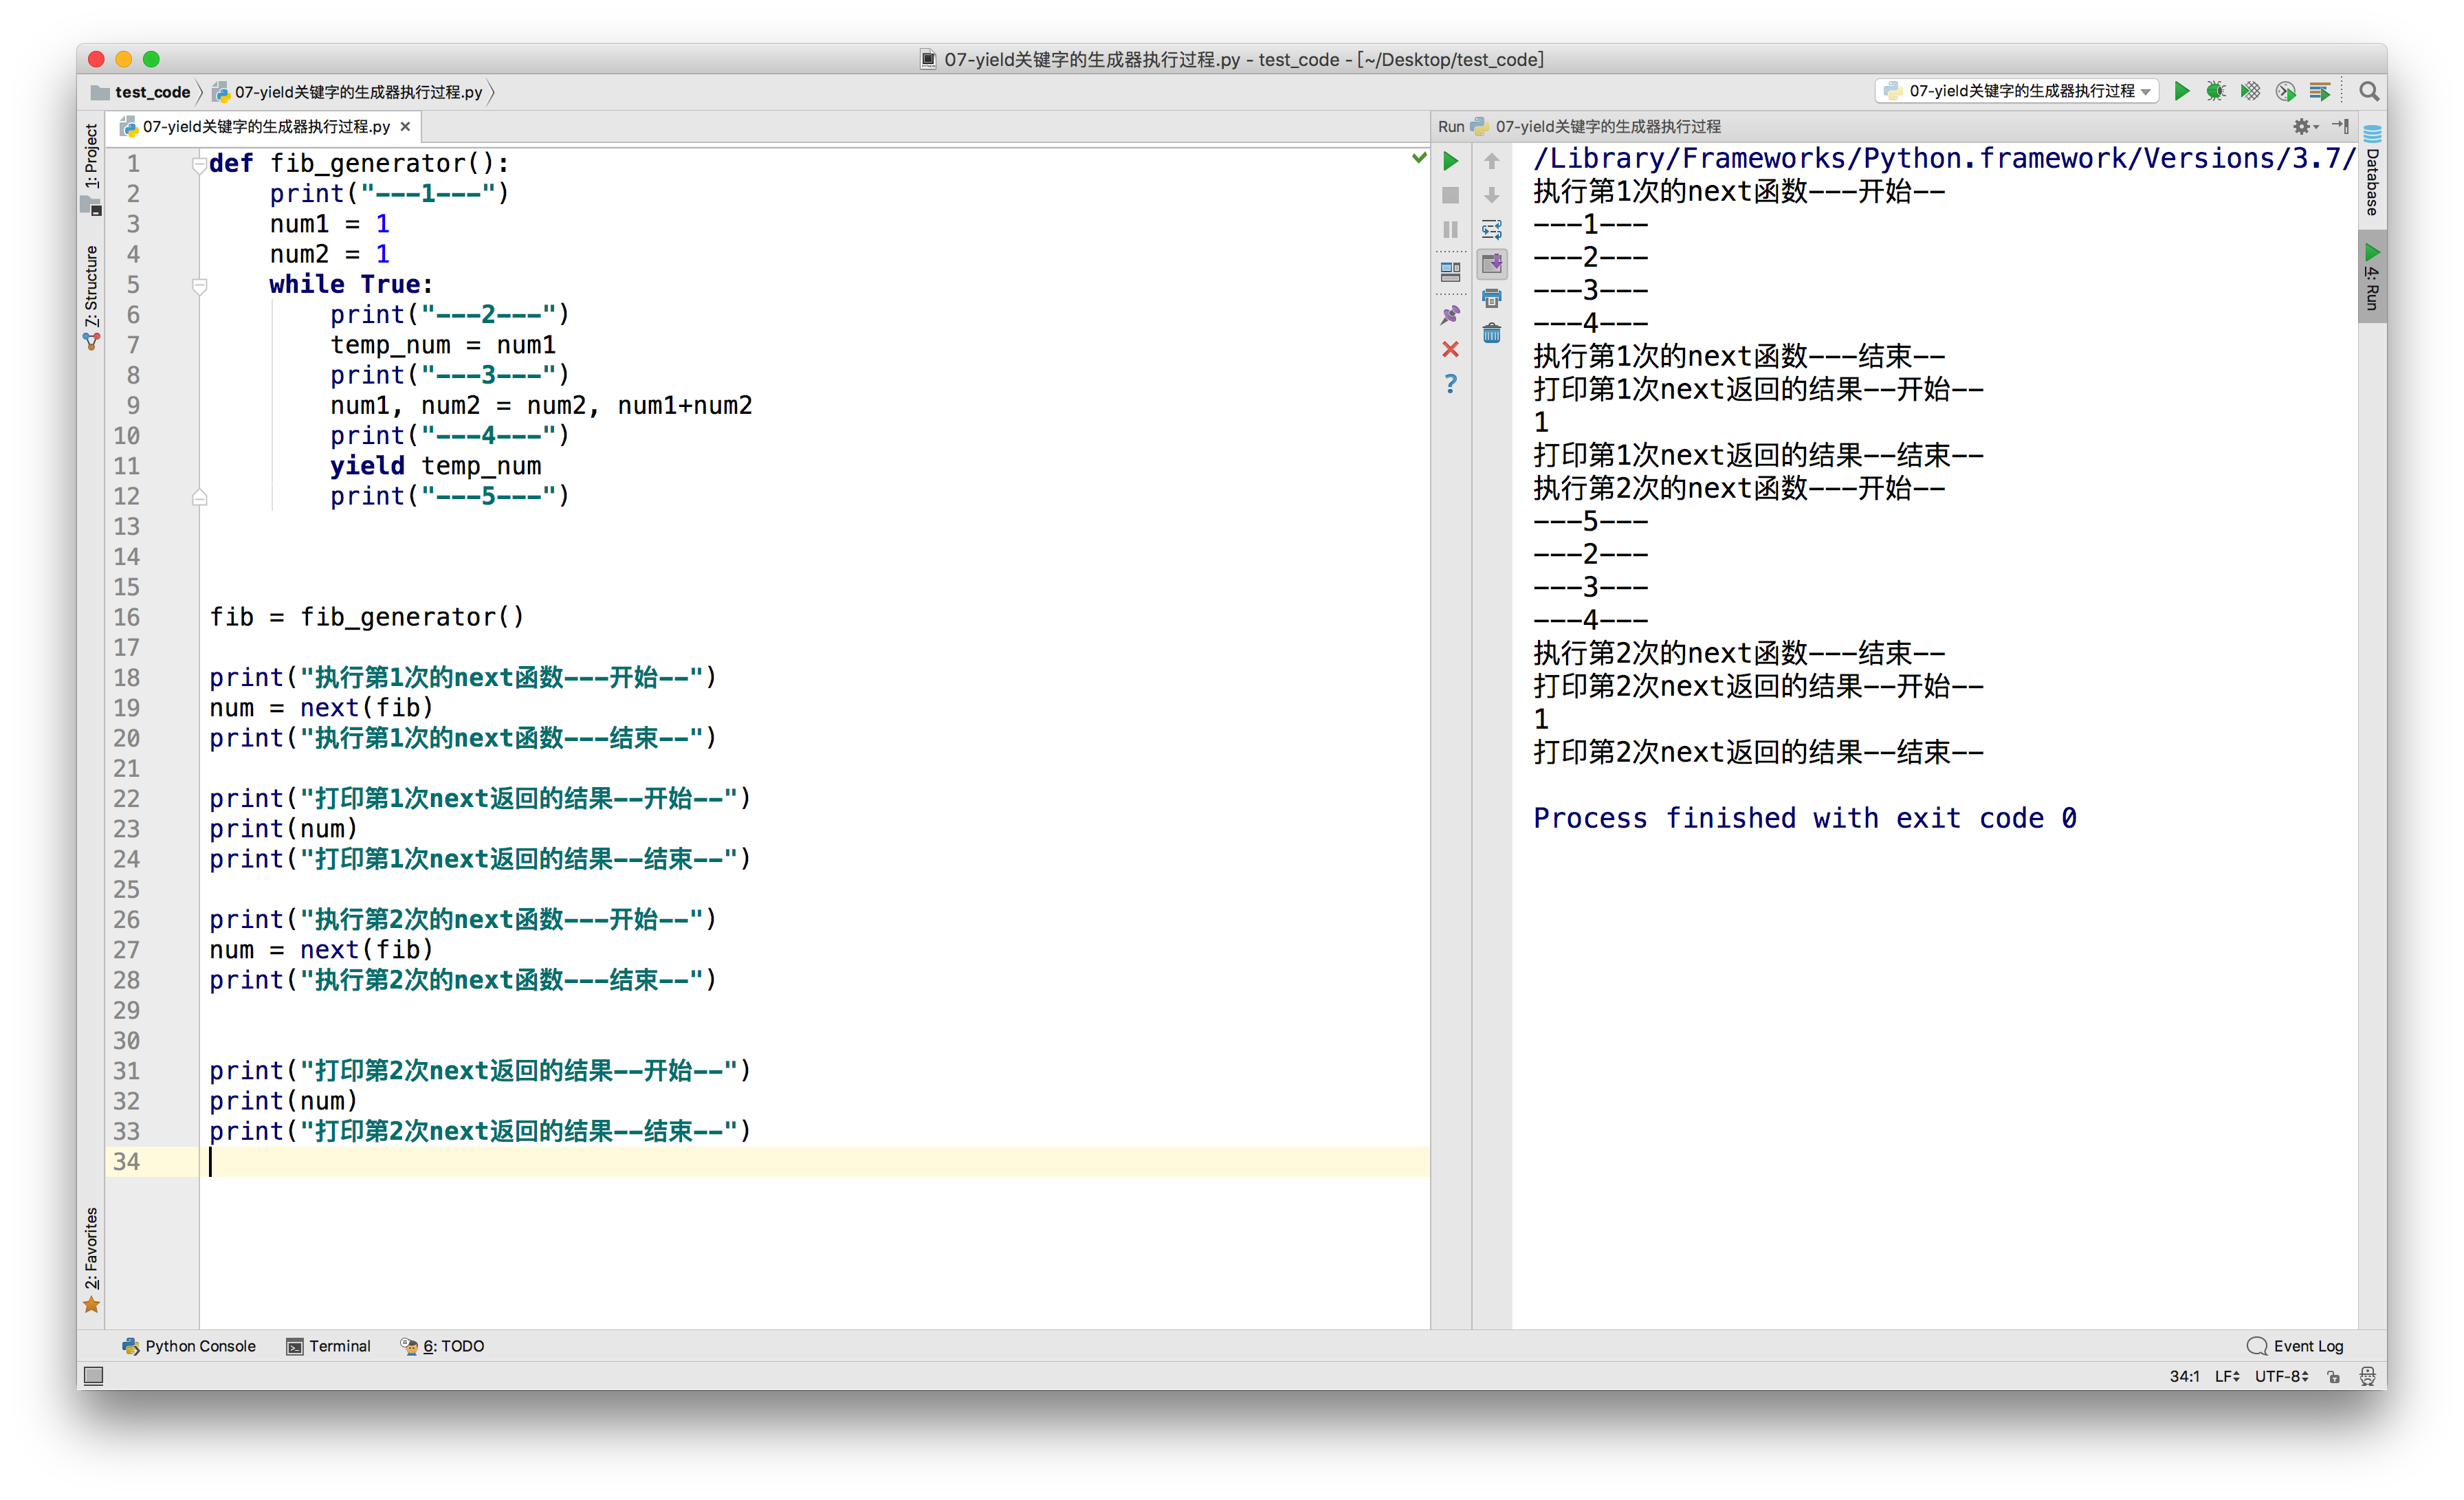 07-yield关键字的生成器执行过程.py - test_code - [~/Desktop/test_code]
test_code
07-yield关键字的生成器执行过程.py
07-yield关键字的生成器执行过程
07-yield关键字的生成器执行过程.py
Run 07-yield关键字的生成器执行过程
1: Project
7: Structure
2: Favorites
1 def fib_generator():
2     print("---1---")
3     num1 = 1
4     num2 = 1
5     while True:
6         print("---2---")
7         temp_num = num1
8         print("---3---")
9         num1, num2 = num2, num1+num2
10         print("---4---")
11         yield temp_num
12         print("---5---")
13
14
15
16 fib = fib_generator()
17
18 print("执行第1次的next函数---开始--")
19 num = next(fib)
20 print("执行第1次的next函数---结束--")
21
22 print("打印第1次next返回的结果--开始--")
23 print(num)
24 print("打印第1次next返回的结果--结束--")
25
26 print("执行第2次的next函数---开始--")
27 num = next(fib)
28 print("执行第2次的next函数---结束--")
29
30
31 print("打印第2次next返回的结果--开始--")
32 print(num)
33 print("打印第2次next返回的结果--结束--")
34
/Library/Frameworks/Python.framework/Versions/3.7/
执行第1次的next函数---开始--
---1---
---2---
---3---
---4---
执行第1次的next函数---结束--
打印第1次next返回的结果--开始--
1
打印第1次next返回的结果--结束--
执行第2次的next函数---开始--
---5---
---2---
---3---
---4---
执行第2次的next函数---结束--
打印第2次next返回的结果--开始--
1
打印第2次next返回的结果--结束--
Process finished with exit code 0
Database
4: Run
Python Console
Terminal
6: TODO
Event Log
34:1 LF UTF-8